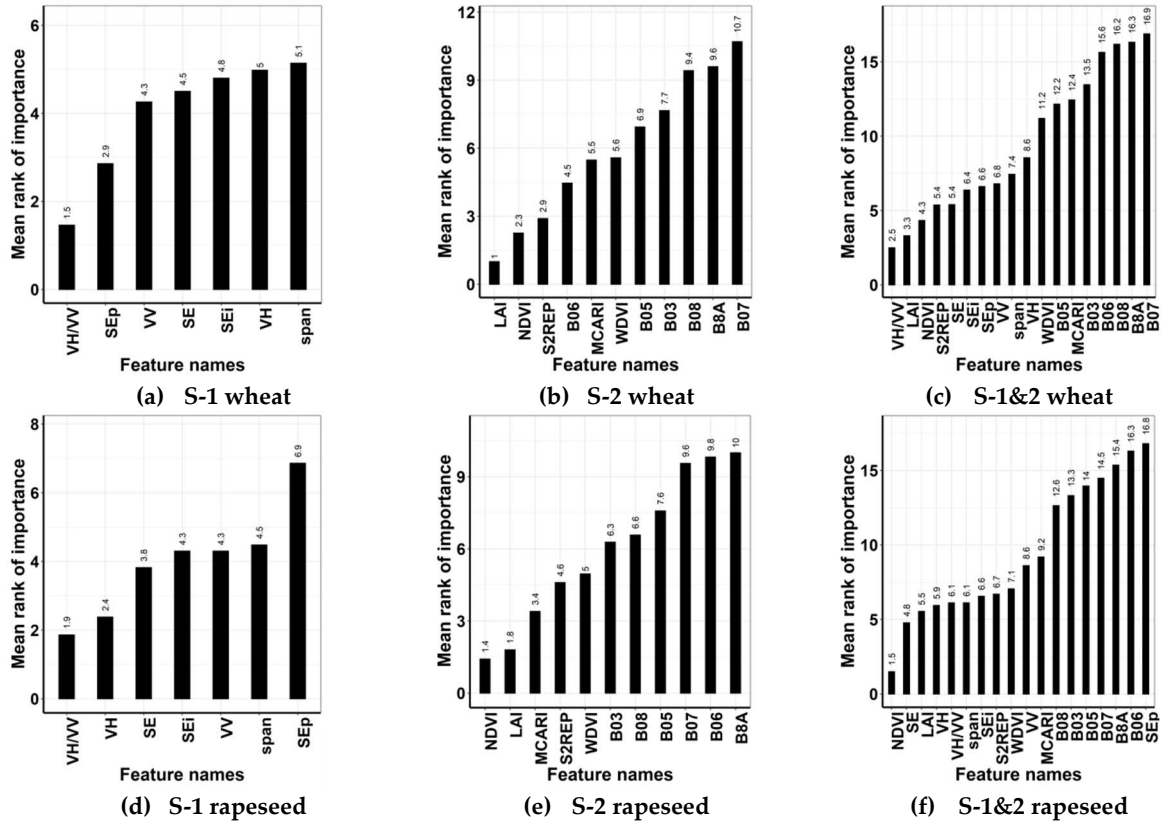 Mean rank of importance
6
4
2
0
1.5
2.9
4.3
4.5
4.8
5
5.1
VH/VV
SEp
VV
SE
SEi
VH
span
Feature names
(a) S-1 wheat
Mean rank of importance
12
9
6
3
0
1
2.3
2.9
4.5
5.5
5.6
6.9
7.7
9.4
9.6
10.7
LAI
NDVI
S2REP
B06
MCARI
WDVI
B05
B03
B08
B8A
B07
Feature names
(b) S-2 wheat
Mean rank of importance
15
10
5
0
2.5
3.3
4.3
5.4
5.4
6.4
6.6
6.8
7.4
8.6
11.2
12.2
12.4
13.5
15.6
16.2
16.3
16.9
VH/VV
LAI
NDVI
S2REP
SE
SEi
SEp
VV
span
VH
WDVI
B05
MCARI
B03
B06
B08
B8A
B07
Feature names
(c) S-1&2 wheat
Mean rank of importance
8
6
4
2
0
1.9
2.4
3.8
4.3
4.3
4.5
6.9
VH/VV
VH
SE
SEi
VV
span
SEp
Feature names
(d) S-1 rapeseed
Mean rank of importance
9
6
3
0
1.4
1.8
3.4
4.6
5
6.3
6.6
7.6
9.6
9.8
10
NDVI
LAI
MCARI
S2REP
WDVI
B03
B08
B05
B07
B06
B8A
Feature names
(e) S-2 rapeseed
Mean rank of importance
15
10
5
0
1.5
4.8
5.5
5.9
6.1
6.1
6.6
6.7
7.1
8.6
9.2
12.6
13.3
14
14.5
15.4
16.3
16.8
NDVI
SE
LAI
VH
VH/VV
span
SEi
S2REP
WDVI
VV
MCARI
B08
B03
B05
B07
B8A
B06
SEp
Feature names
(f) S-1&2 rapeseed